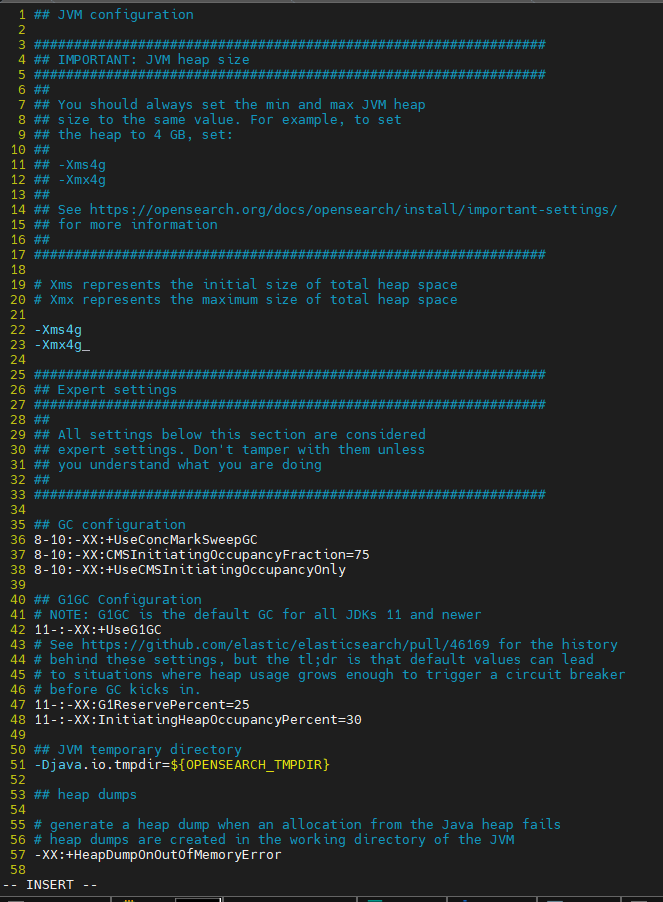 1 ## JVM configuration
2
3 ################################################################
4 ## IMPORTANT: JVM heap size
5 ################################################################
6 ##
7 ## You should always set the min and max JVM heap
8 ## size to the same value. For example, to set
9 ## the heap to 4 GB, set:
10 ##
11 ## -Xms4g
12 ## -Xmx4g
13 ##
14 ## See https://opensearch.org/docs/opensearch/install/important-settings/
15 ## for more information
16 ##
17 ################################################################
18
19 # Xms represents the initial size of total heap space
20 # Xmx represents the maximum size of total heap space
21
22 -Xms4g
23 -Xmx4g_
24
25 ################################################################
26 ## Expert settings
27 ################################################################
28 ##
29 ## All settings below this section are considered
30 ## expert settings. Don't tamper with them unless
31 ## you understand what you are doing
32 ##
33 ################################################################
34
35 ## GC configuration
36 8-10:-XX:+UseConcMarkSweepGC
37 8-10:-XX:CMSInitiatingOccupancyFraction=75
38 8-10:-XX:+UseCMSInitiatingOccupancyOnly
39
40 ## G1GC Configuration
41 # NOTE: G1GC is the default GC for all JDKs 11 and newer
42 11-:-XX:+UseG1GC
43 # See https://github.com/elastic/elasticsearch/pull/46169 for the history
44 # behind these settings, but the tl;dr is that default values can lead
45 # to situations where heap usage grows enough to trigger a circuit breaker
46 # before GC kicks in.
47 11-:-XX:G1ReservePercent=25
48 11-:-XX:InitiatingHeapOccupancyPercent=30
49
50 ## JVM temporary directory
51 -Djava.io.tmpdir=${OPENSEARCH_TMPDIR}
52
53 ## heap dumps
54
55 # generate a heap dump when an allocation from the Java heap fails
56 # heap dumps are created in the working directory of the JVM
57 -XX:+HeapDumpOnOutOfMemoryError
58
-- INSERT --